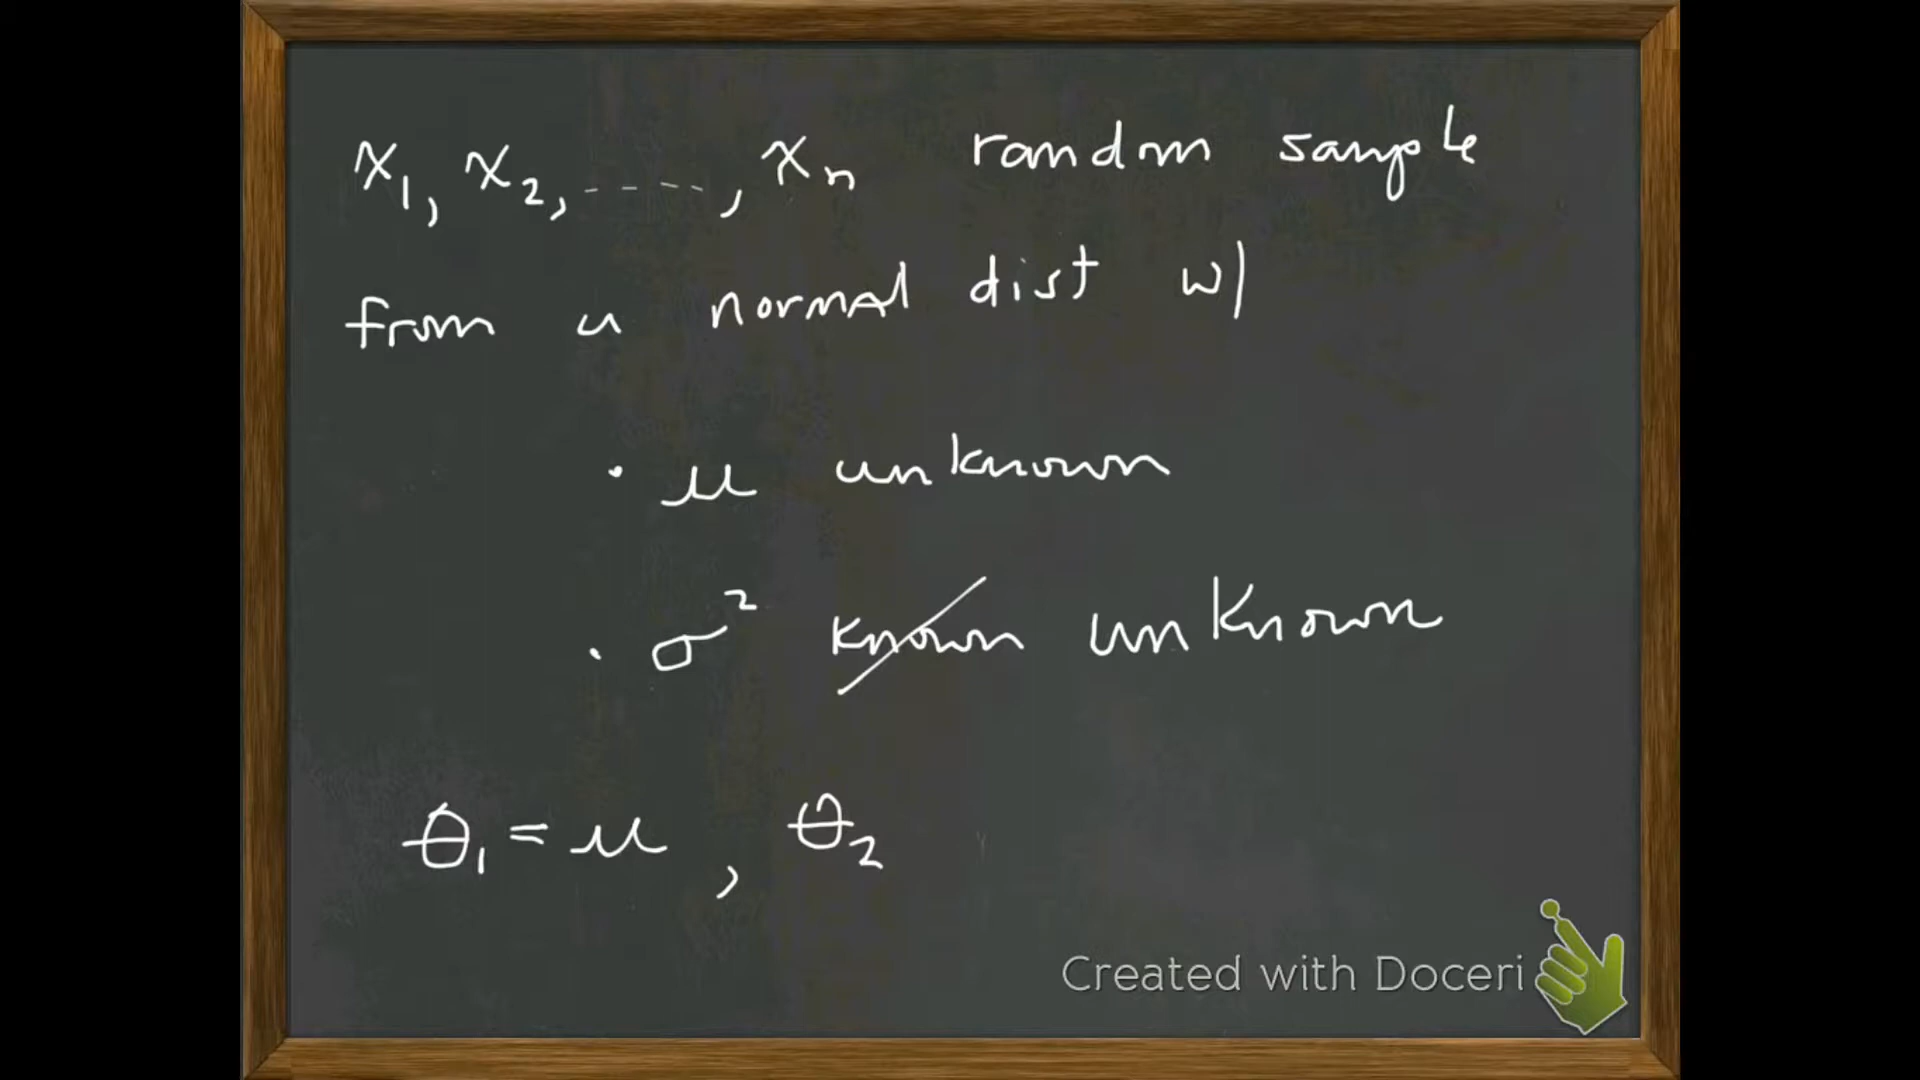 x₁, x₂, ----, xₙ random sample
from a normal dist w/
· μ unknown
· σ² ~~known~~ unknown
θ₁ = μ , θ₂
Created with Doceri